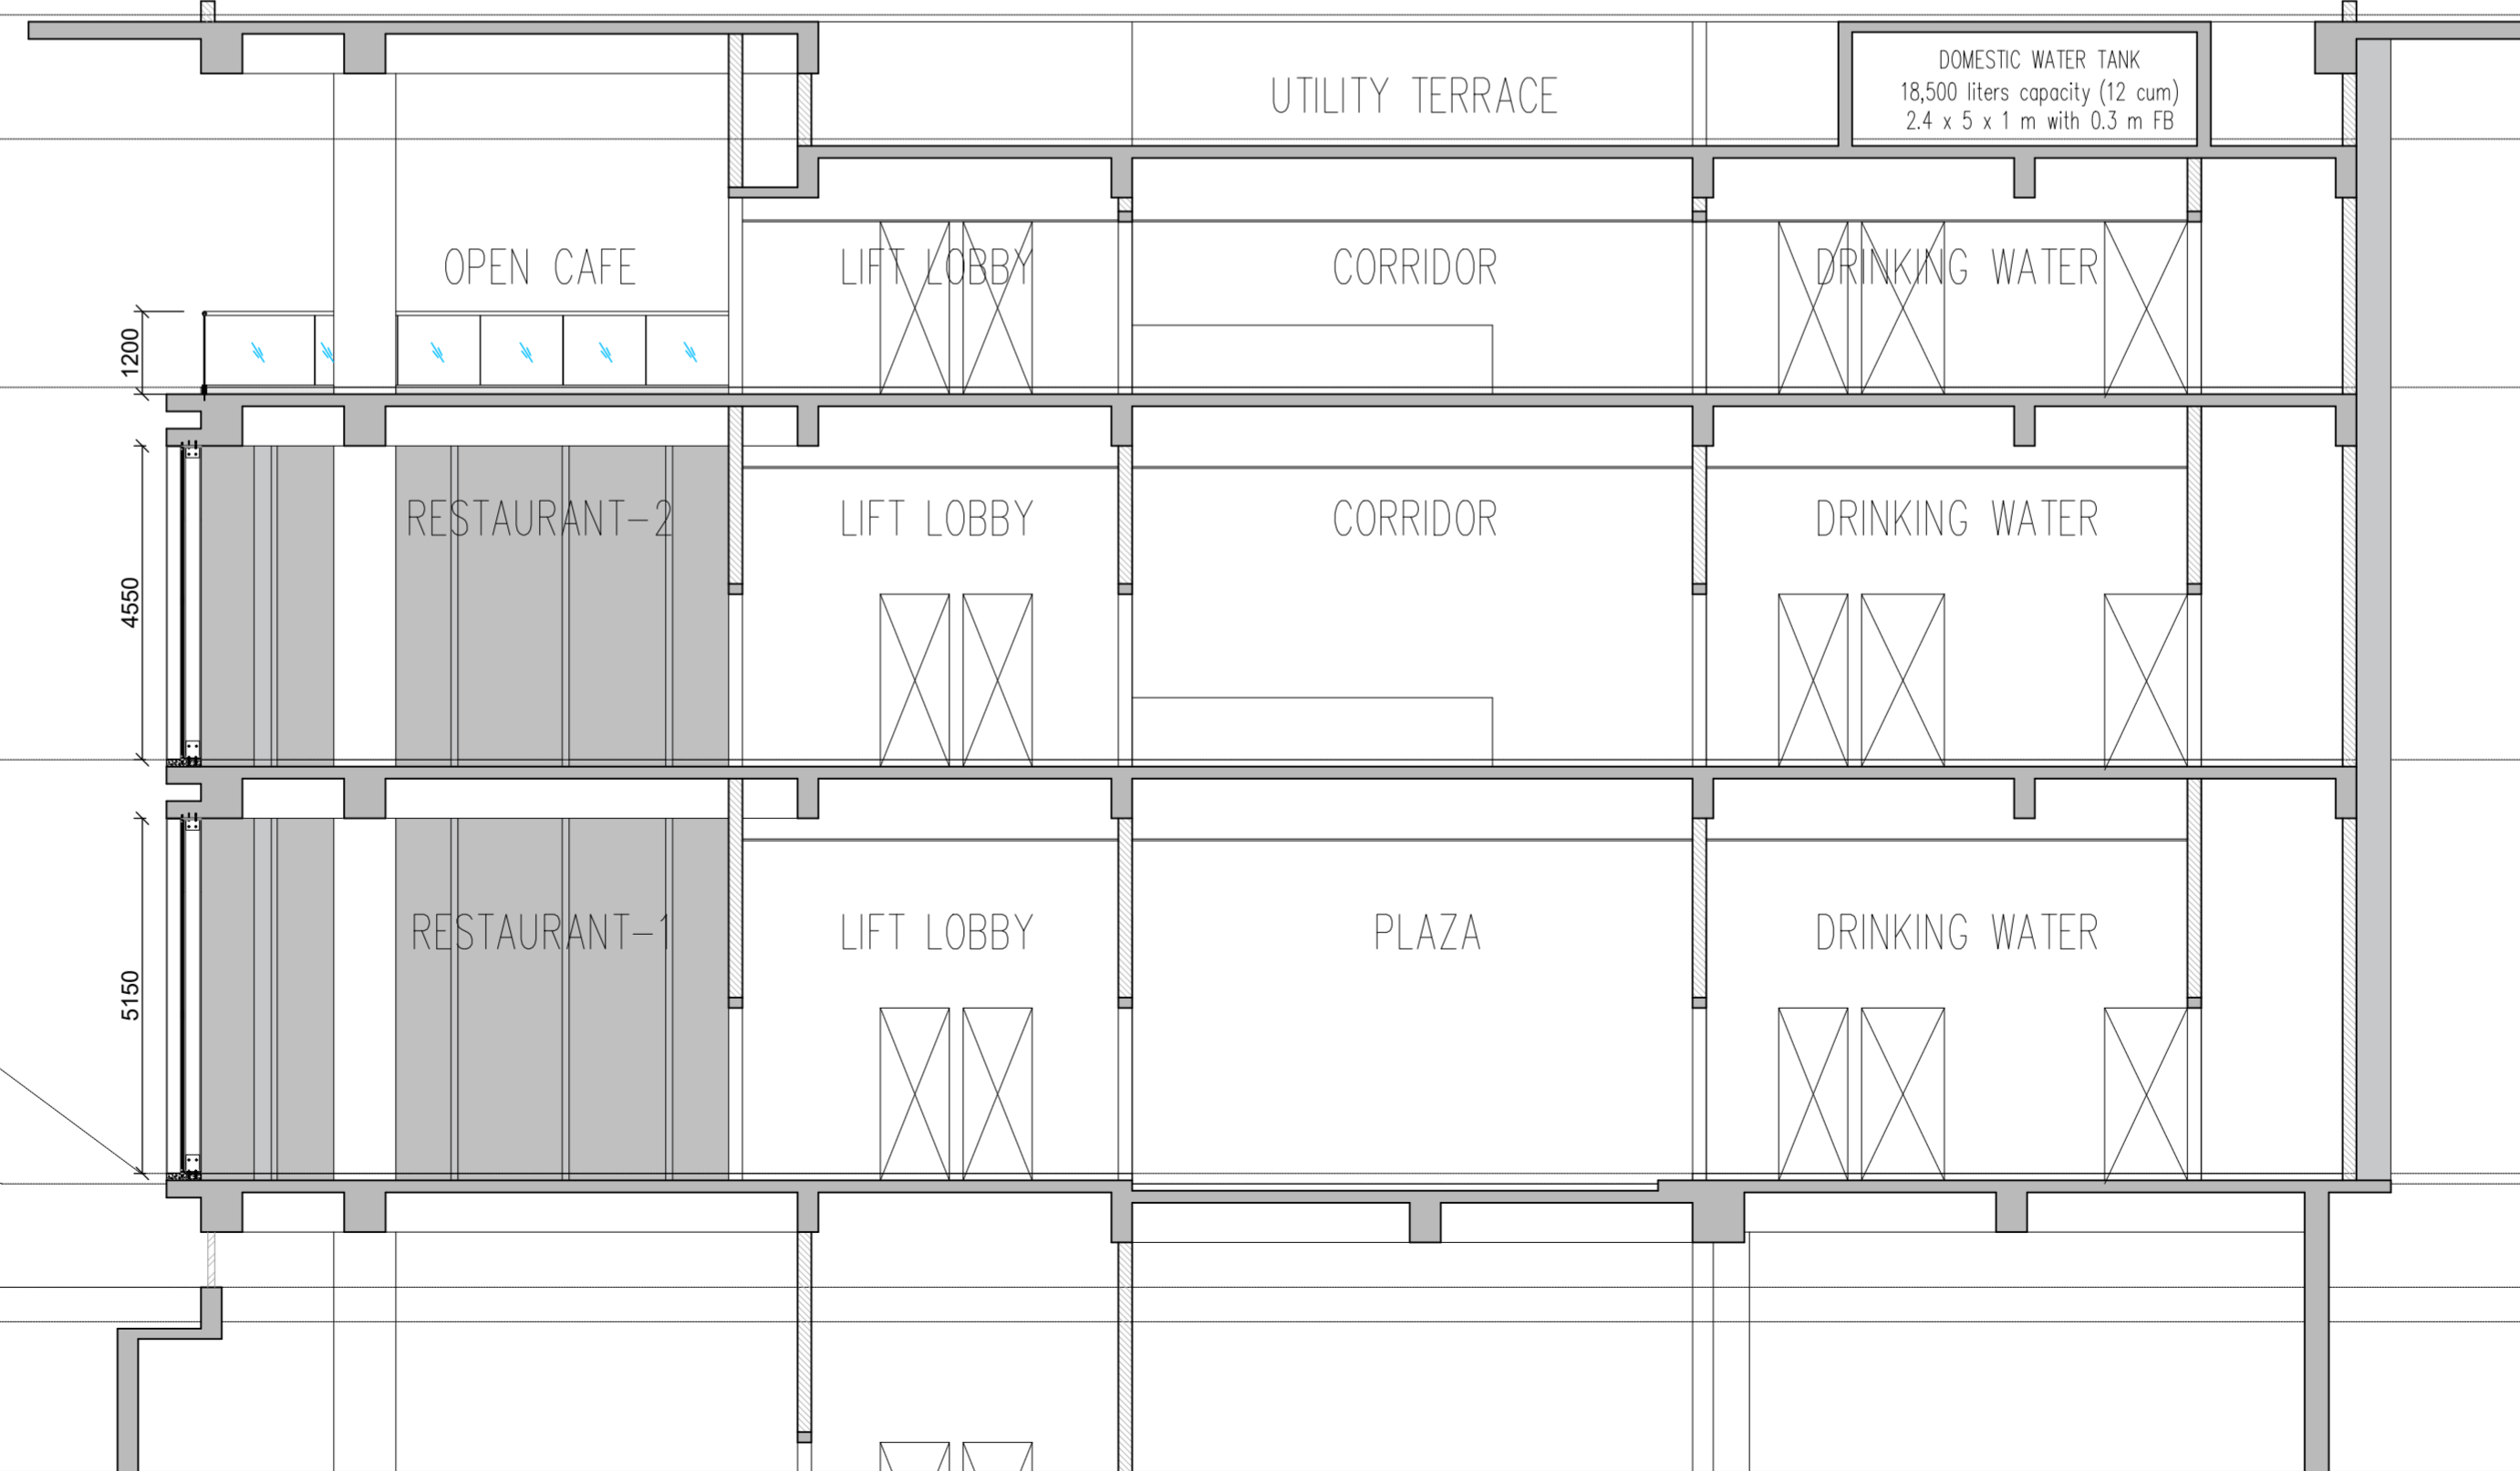 DOMESTIC WATER TANK
18,500 liters capacity (12 cum)
2.4 x 5 x 1 m with 0.3 m FB
UTILITY TERRACE
OPEN CAFE
LIFT LOBBY
CORRIDOR
DRINKING WATER
1200
RESTAURANT-2
LIFT LOBBY
CORRIDOR
DRINKING WATER
4550
RESTAURANT-1
LIFT LOBBY
PLAZA
DRINKING WATER
5150